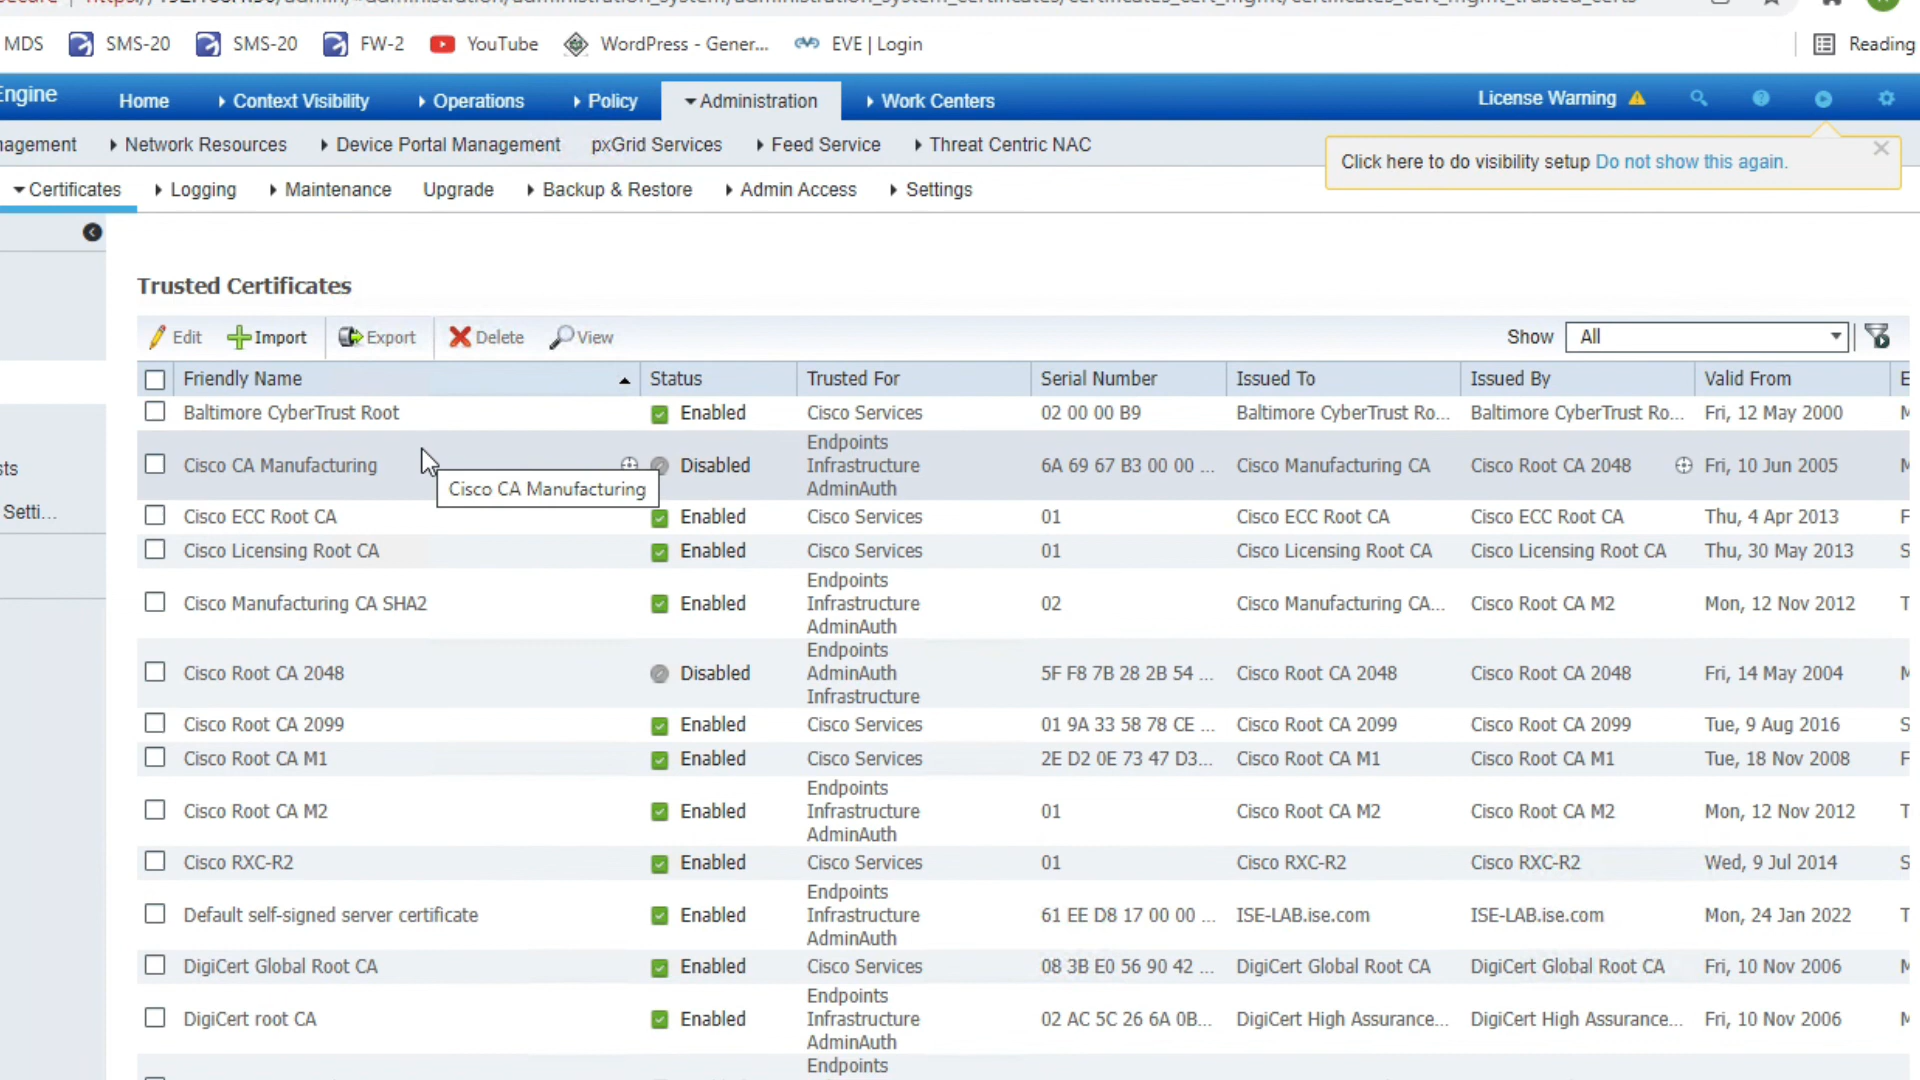 MDS SMS-20 SMS-20 FW-2 YouTube WordPress - Gener... EVE | Login Reading
Engine Home Context Visibility Operations Policy Administration Work Centers License Warning
nagement Network Resources Device Portal Management pxGrid Services Feed Service Threat Centric NAC
Click here to do visibility setup Do not show this again.
Certificates Logging Maintenance Upgrade Backup & Restore Admin Access Settings
Trusted Certificates
Edit Import Export Delete View Show All
Friendly Name Status Trusted For Serial Number Issued To Issued By Valid From E
Baltimore CyberTrust Root Enabled Cisco Services 02 00 00 B9 Baltimore CyberTrust Ro... Baltimore CyberTrust Ro... Fri, 12 May 2000
Endpoints
sts Cisco CA Manufacturing Disabled Infrastructure 6A 69 67 B3 00 00 ... Cisco Manufacturing CA Cisco Root CA 2048 Fri, 10 Jun 2005
AdminAuth
Cisco CA Manufacturing
Setti... Cisco ECC Root CA Enabled Cisco Services 01 Cisco ECC Root CA Cisco ECC Root CA Thu, 4 Apr 2013 F
Cisco Licensing Root CA Enabled Cisco Services 01 Cisco Licensing Root CA Cisco Licensing Root CA Thu, 30 May 2013 S
Endpoints
Cisco Manufacturing CA SHA2 Enabled Infrastructure 02 Cisco Manufacturing CA... Cisco Root CA M2 Mon, 12 Nov 2012 T
AdminAuth
Endpoints
Cisco Root CA 2048 Disabled AdminAuth 5F F8 7B 28 2B 54 ... Cisco Root CA 2048 Cisco Root CA 2048 Fri, 14 May 2004
Infrastructure
Cisco Root CA 2099 Enabled Cisco Services 01 9A 33 58 78 CE ... Cisco Root CA 2099 Cisco Root CA 2099 Tue, 9 Aug 2016 S
Cisco Root CA M1 Enabled Cisco Services 2E D2 0E 73 47 D3... Cisco Root CA M1 Cisco Root CA M1 Tue, 18 Nov 2008 F
Endpoints
Cisco Root CA M2 Enabled Infrastructure 01 Cisco Root CA M2 Cisco Root CA M2 Mon, 12 Nov 2012 T
AdminAuth
Cisco RXC-R2 Enabled Cisco Services 01 Cisco RXC-R2 Cisco RXC-R2 Wed, 9 Jul 2014 S
Endpoints
Default self-signed server certificate Enabled Infrastructure 61 EE D8 17 00 00 ... ISE-LAB.ise.com ISE-LAB.ise.com Mon, 24 Jan 2022 T
AdminAuth
DigiCert Global Root CA Enabled Cisco Services 08 3B E0 56 90 42 ... DigiCert Global Root CA DigiCert Global Root CA Fri, 10 Nov 2006
Endpoints
DigiCert root CA Enabled Infrastructure 02 AC 5C 26 6A 0B... DigiCert High Assurance... DigiCert High Assurance... Fri, 10 Nov 2006
AdminAuth
Endpoints